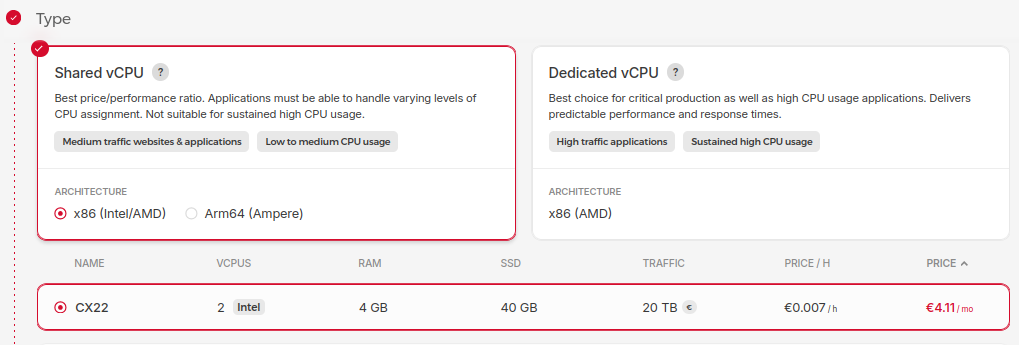 Type
Shared vCPU ?
Best price/performance ratio. Applications must be able to handle varying levels of
CPU assignment. Not suitable for sustained high CPU usage.
Medium traffic websites & applications Low to medium CPU usage
ARCHITECTURE
x86 (Intel/AMD) Arm64 (Ampere)
Dedicated vCPU ?
Best choice for critical production as well as high CPU usage applications. Delivers
predictable performance and response times.
High traffic applications Sustained high CPU usage
ARCHITECTURE
x86 (AMD)
NAME VCPUS RAM SSD TRAFFIC PRICE / H PRICE
CX22 2 Intel 4 GB 40 GB 20 TB € €0.007 / h €4.11 / mo